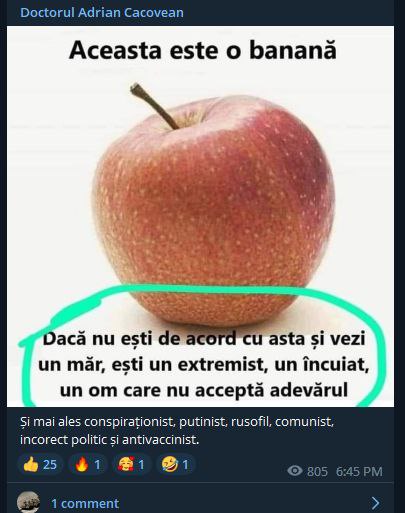 Doctorul Adrian Cacovean
Aceasta este o banană
Dacă nu ești de acord cu asta și vezi
un măr, ești un extremist, un încuiat,
un om care nu acceptă adevărul
Și mai ales conspiraționist, putinist, rusofil, comunist,
incorect politic și antivaccinist.
👍 25 🔥 1 🥰 1 🤣 1
805 6:45 PM
1 comment